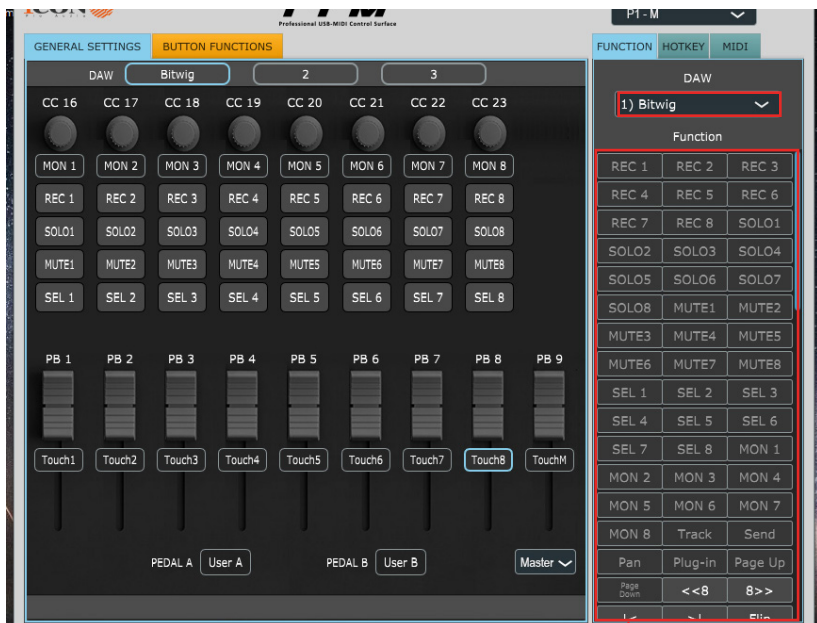 iCON
Pro Audio
Professional USB-MIDI Control Surface
P1-M
GENERAL SETTINGS BUTTON FUNCTIONS
FUNCTION HOTKEY MIDI
DAW Bitwig 2 3
DAW
CC 16 CC 17 CC 18 CC 19 CC 20 CC 21 CC 22 CC 23
1) Bitwig
Function
MON 1 MON 2 MON 3 MON 4 MON 5 MON 6 MON 7 MON 8
REC 1 REC 2 REC 3 REC 4 REC 5 REC 6 REC 7 REC 8
SOLO1 SOLO2 SOLO3 SOLO4 SOLO5 SOLO6 SOLO7 SOLO8
MUTE1 MUTE2 MUTE3 MUTE4 MUTE5 MUTE6 MUTE7 MUTE8
SEL 1 SEL 2 SEL 3 SEL 4 SEL 5 SEL 6 SEL 7 SEL 8
PB 1 PB 2 PB 3 PB 4 PB 5 PB 6 PB 7 PB 8 PB 9
Touch1 Touch2 Touch3 Touch4 Touch5 Touch6 Touch7 Touch8 TouchM
PEDAL A User A PEDAL B User B Master
REC 1 REC 2 REC 3
REC 4 REC 5 REC 6
REC 7 REC 8 SOLO1
SOLO2 SOLO3 SOLO4
SOLO5 SOLO6 SOLO7
SOLO8 MUTE1 MUTE2
MUTE3 MUTE4 MUTE5
MUTE6 MUTE7 MUTE8
SEL 1 SEL 2 SEL 3
SEL 4 SEL 5 SEL 6
SEL 7 SEL 8 MON 1
MON 2 MON 3 MON 4
MON 5 MON 6 MON 7
MON 8 Track Send
Pan Plug-in Page Up
Page Down <<8 8>>
|< >| Flip